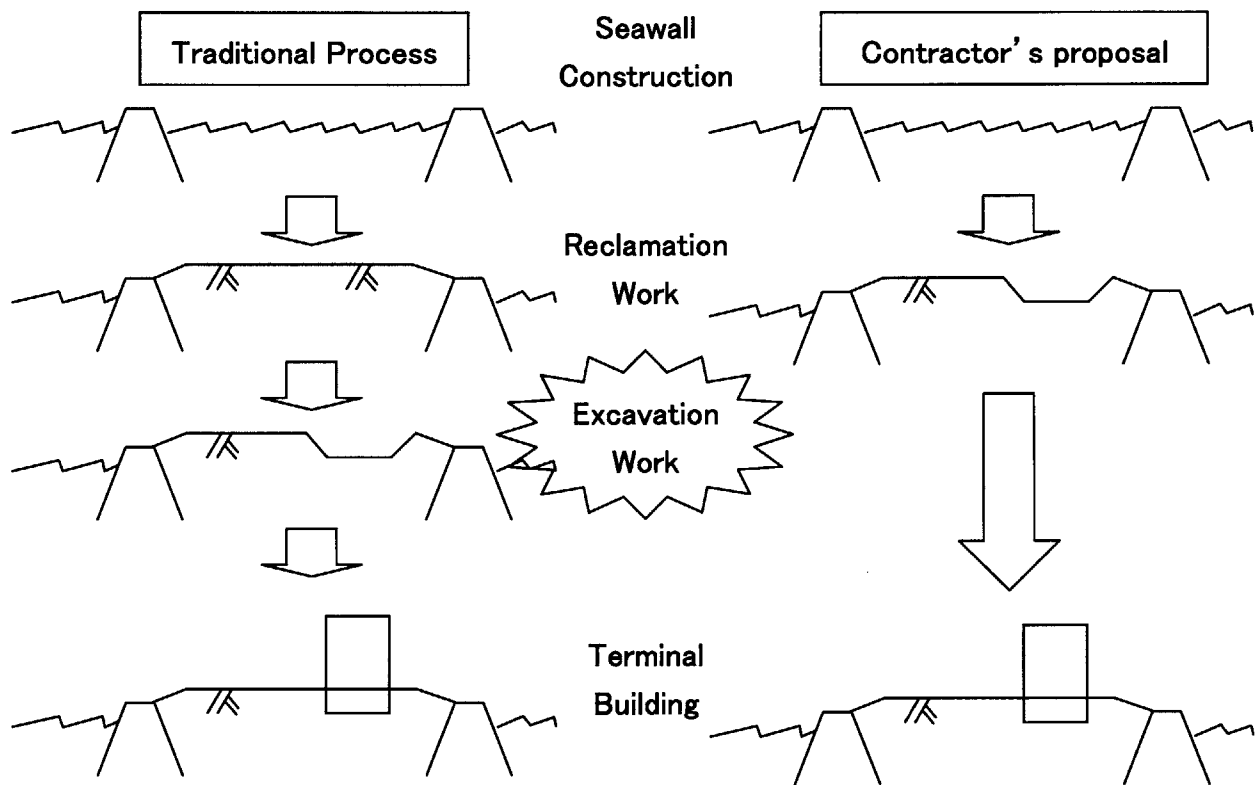 Traditional Process
Seawall
Construction
Contractor's proposal
Reclamation
Work
Excavation
Work
Terminal
Building